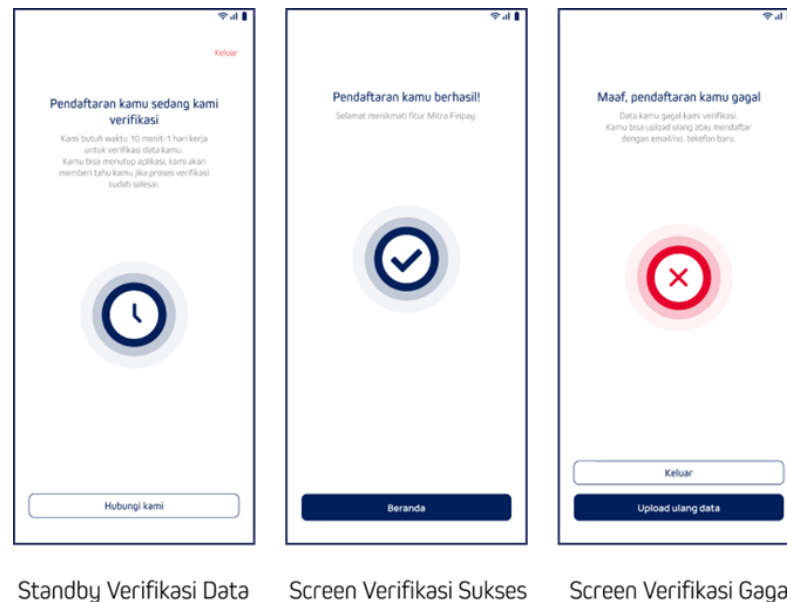 Keluar
Pendaftaran kamu sedang kami
verifikasi
Kami butuh waktu 10 menit-1 hari kerja
untuk verifikasi data kamu.
Kamu bisa menutup aplikasi, kami akan
memberi tahu kamu jika proses verifikasi
sudah selesai.
Hubungi kami
Standby Verifikasi Data
Pendaftaran kamu berhasil!
Selamat menikmati fitur Mitra Finpay.
Beranda
Screen Verifikasi Sukses
Maaf, pendaftaran kamu gagal
Data kamu gagal kami verifikasi.
Kamu bisa upload ulang atau mendaftar
dengan email/no. tekefon baru.
Keluar
Upload ulang data
Screen Verifikasi Gaga